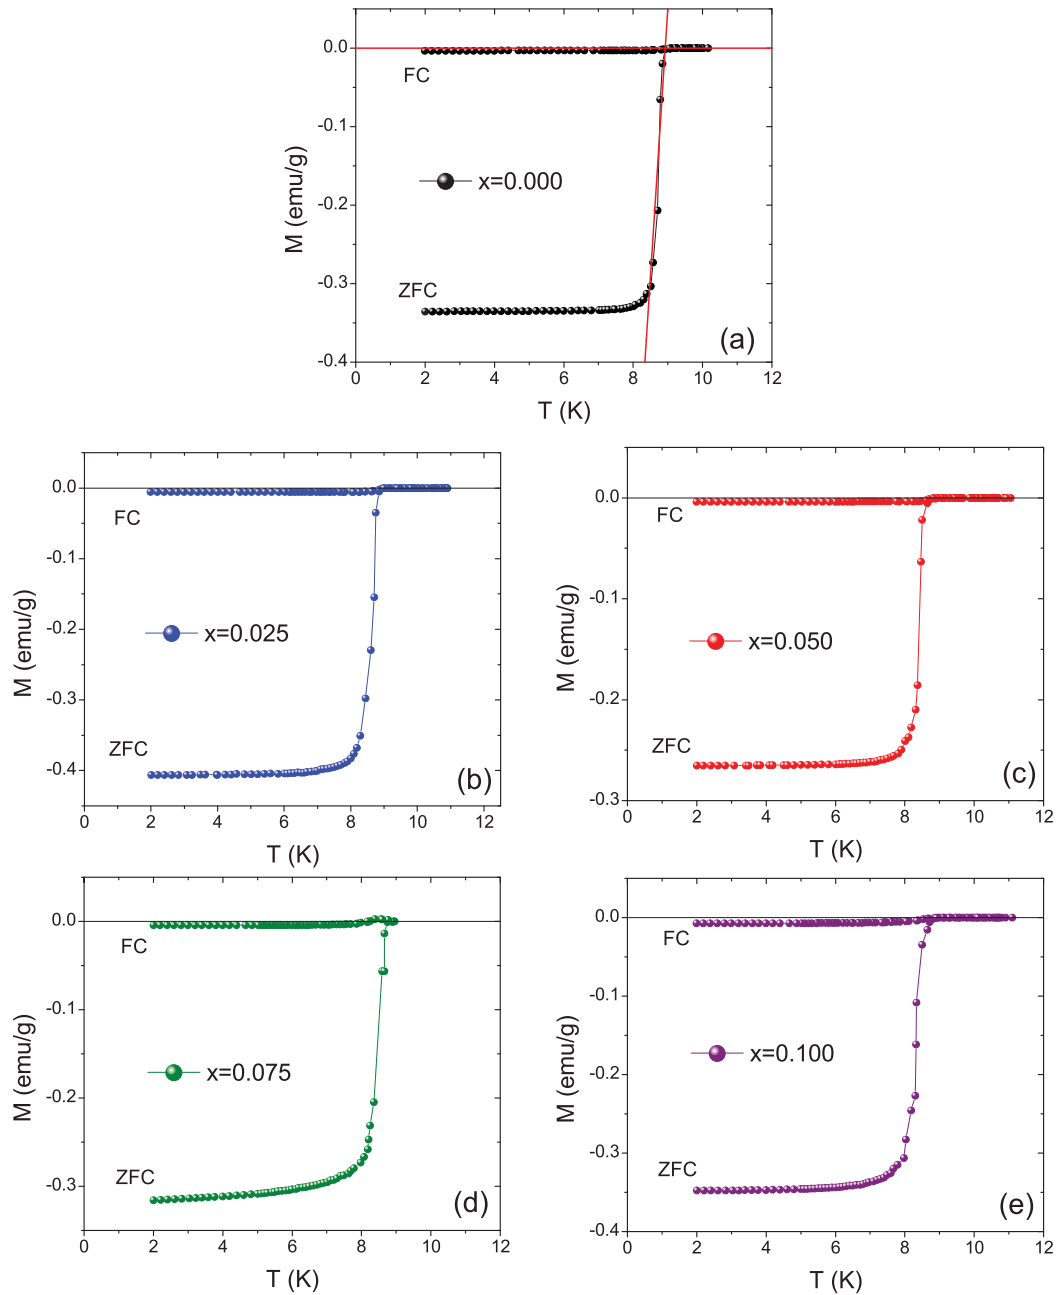 0.0
-0.1
-0.2
-0.3
-0.4
M (emu/g)
FC
x=0.000
ZFC
(a)
0 2 4 6 8 10 12
T (K)
0.0
-0.1
-0.2
-0.3
-0.4
M (emu/g)
FC
x=0.025
ZFC
(b)
0 2 4 6 8 10 12
T (K)
0.0
-0.1
-0.2
-0.3
M (emu/g)
FC
x=0.050
ZFC
(c)
0 2 4 6 8 10 12
T (K)
0.0
-0.1
-0.2
-0.3
M (emu/g)
FC
x=0.075
ZFC
(d)
0 2 4 6 8 10 12
T (K)
0.0
-0.1
-0.2
-0.3
-0.4
M (emu/g)
FC
x=0.100
ZFC
(e)
0 2 4 6 8 10 12
T (K)